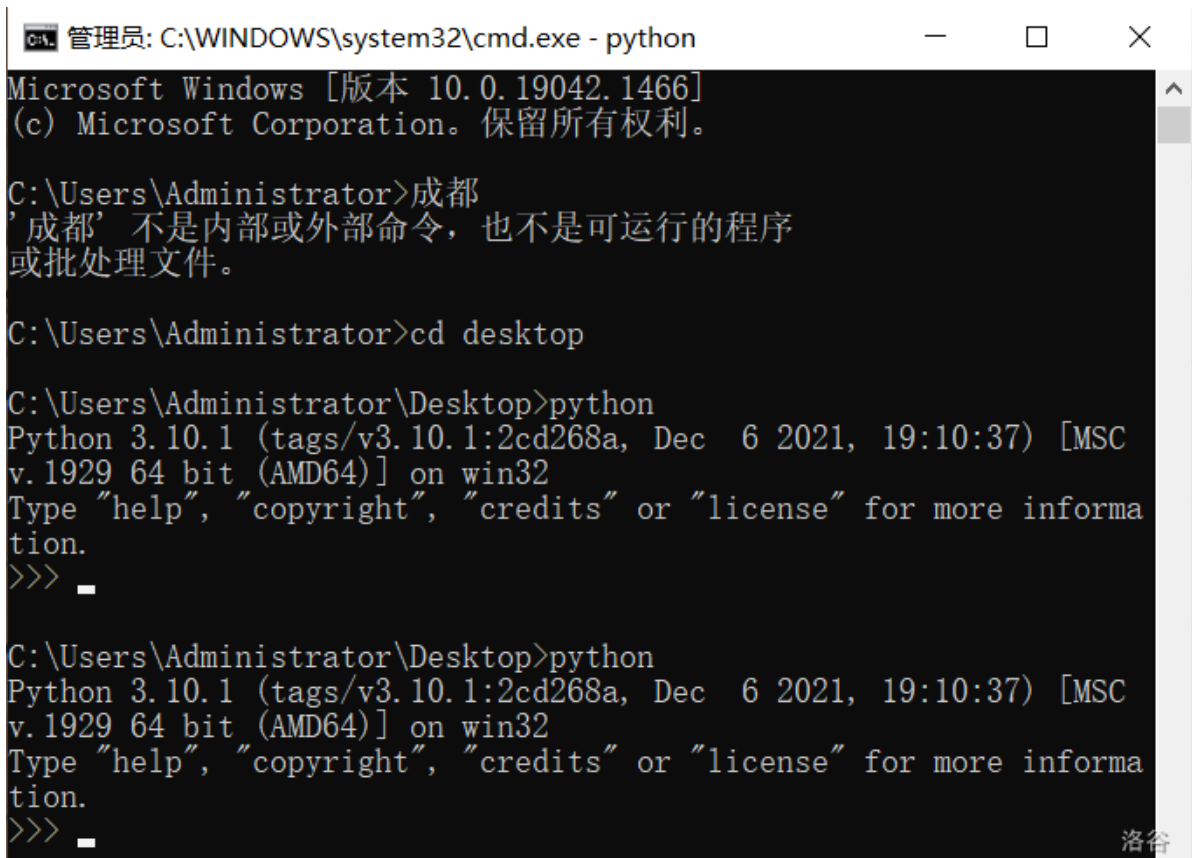 管理员: C:\WINDOWS\system32\cmd.exe - python
Microsoft Windows [版本 10.0.19042.1466]
(c) Microsoft Corporation。保留所有权利。
C:\Users\Administrator>成都
'成都' 不是内部或外部命令，也不是可运行的程序
或批处理文件。
C:\Users\Administrator>cd desktop
C:\Users\Administrator\Desktop>python
Python 3.10.1 (tags/v3.10.1:2cd268a, Dec  6 2021, 19:10:37) [MSC
v.1929 64 bit (AMD64)] on win32
Type "help", "copyright", "credits" or "license" for more informa
tion.
>>> _
C:\Users\Administrator\Desktop>python
Python 3.10.1 (tags/v3.10.1:2cd268a, Dec  6 2021, 19:10:37) [MSC
v.1929 64 bit (AMD64)] on win32
Type "help", "copyright", "credits" or "license" for more informa
tion.
>>> _
洛谷